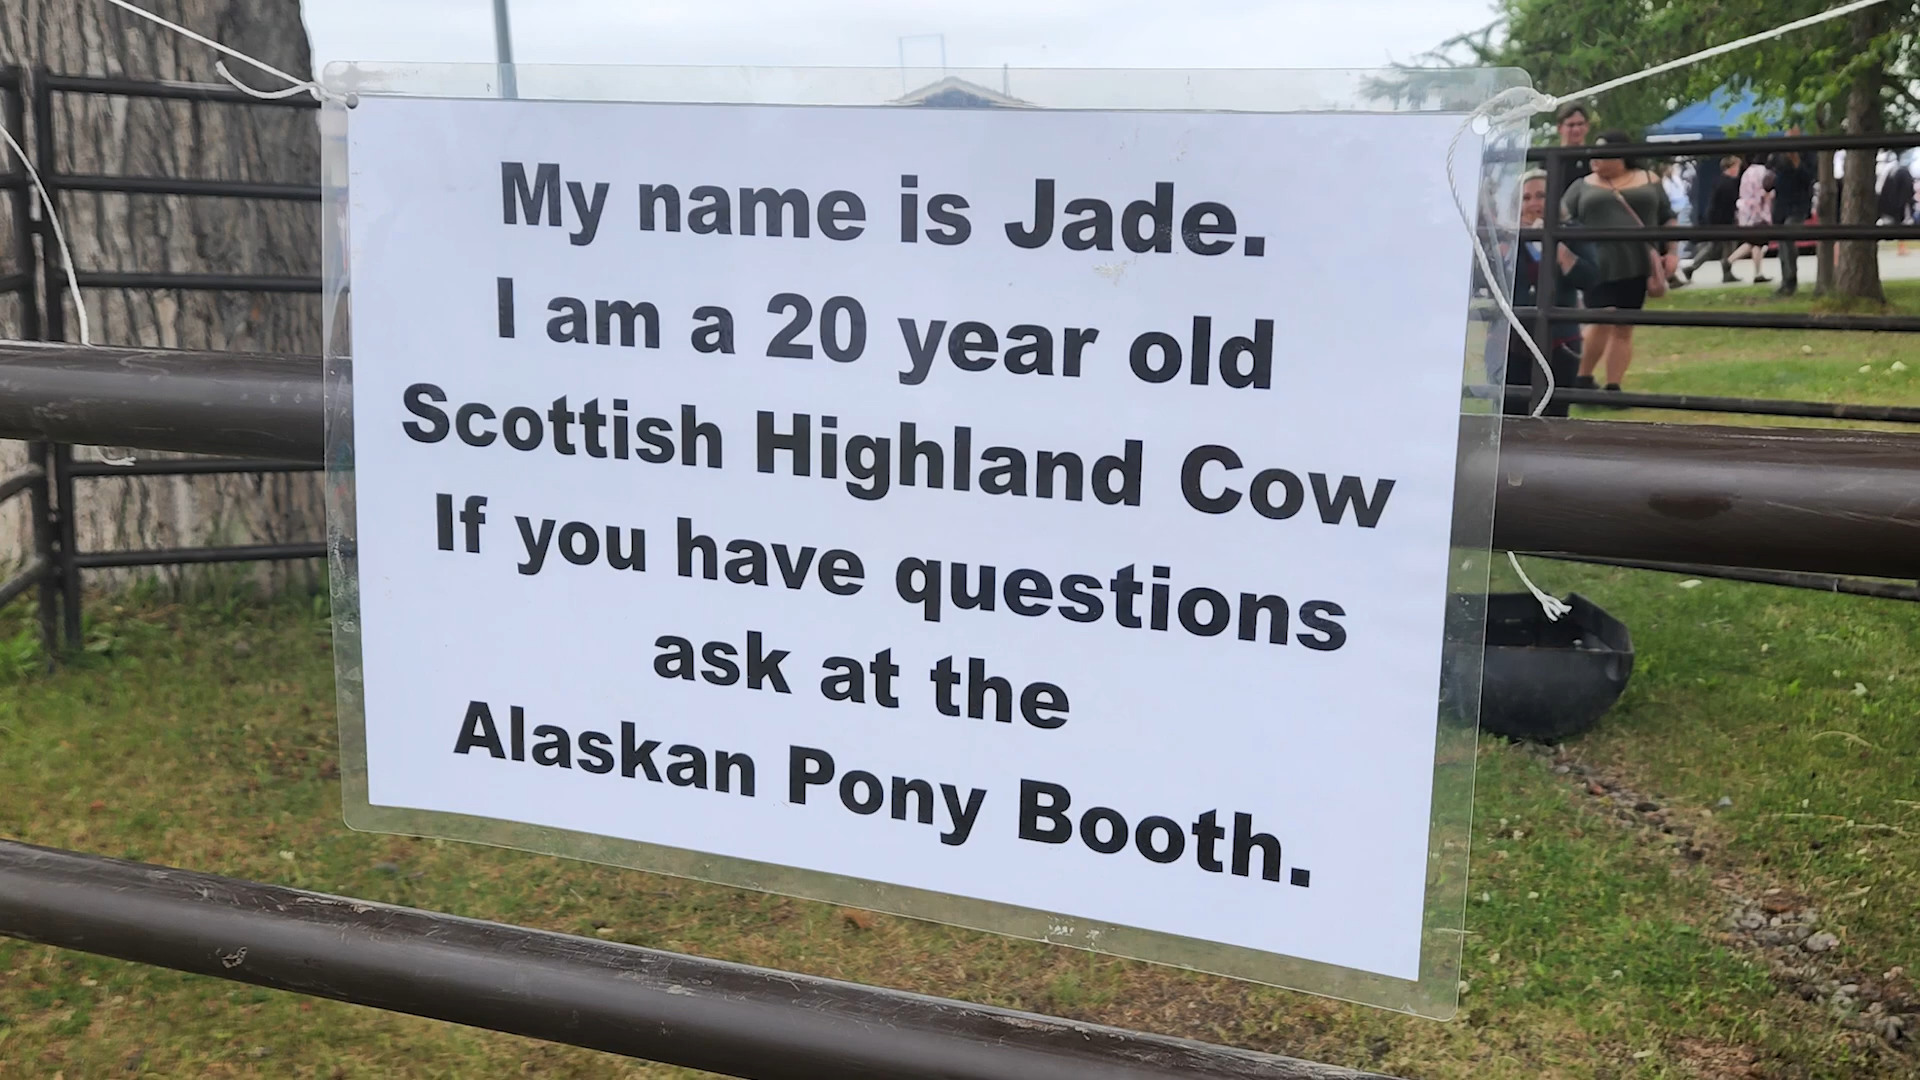 My name is Jade.
I am a 20 year old
Scottish Highland Cow
If you have questions
ask at the
Alaskan Pony Booth.